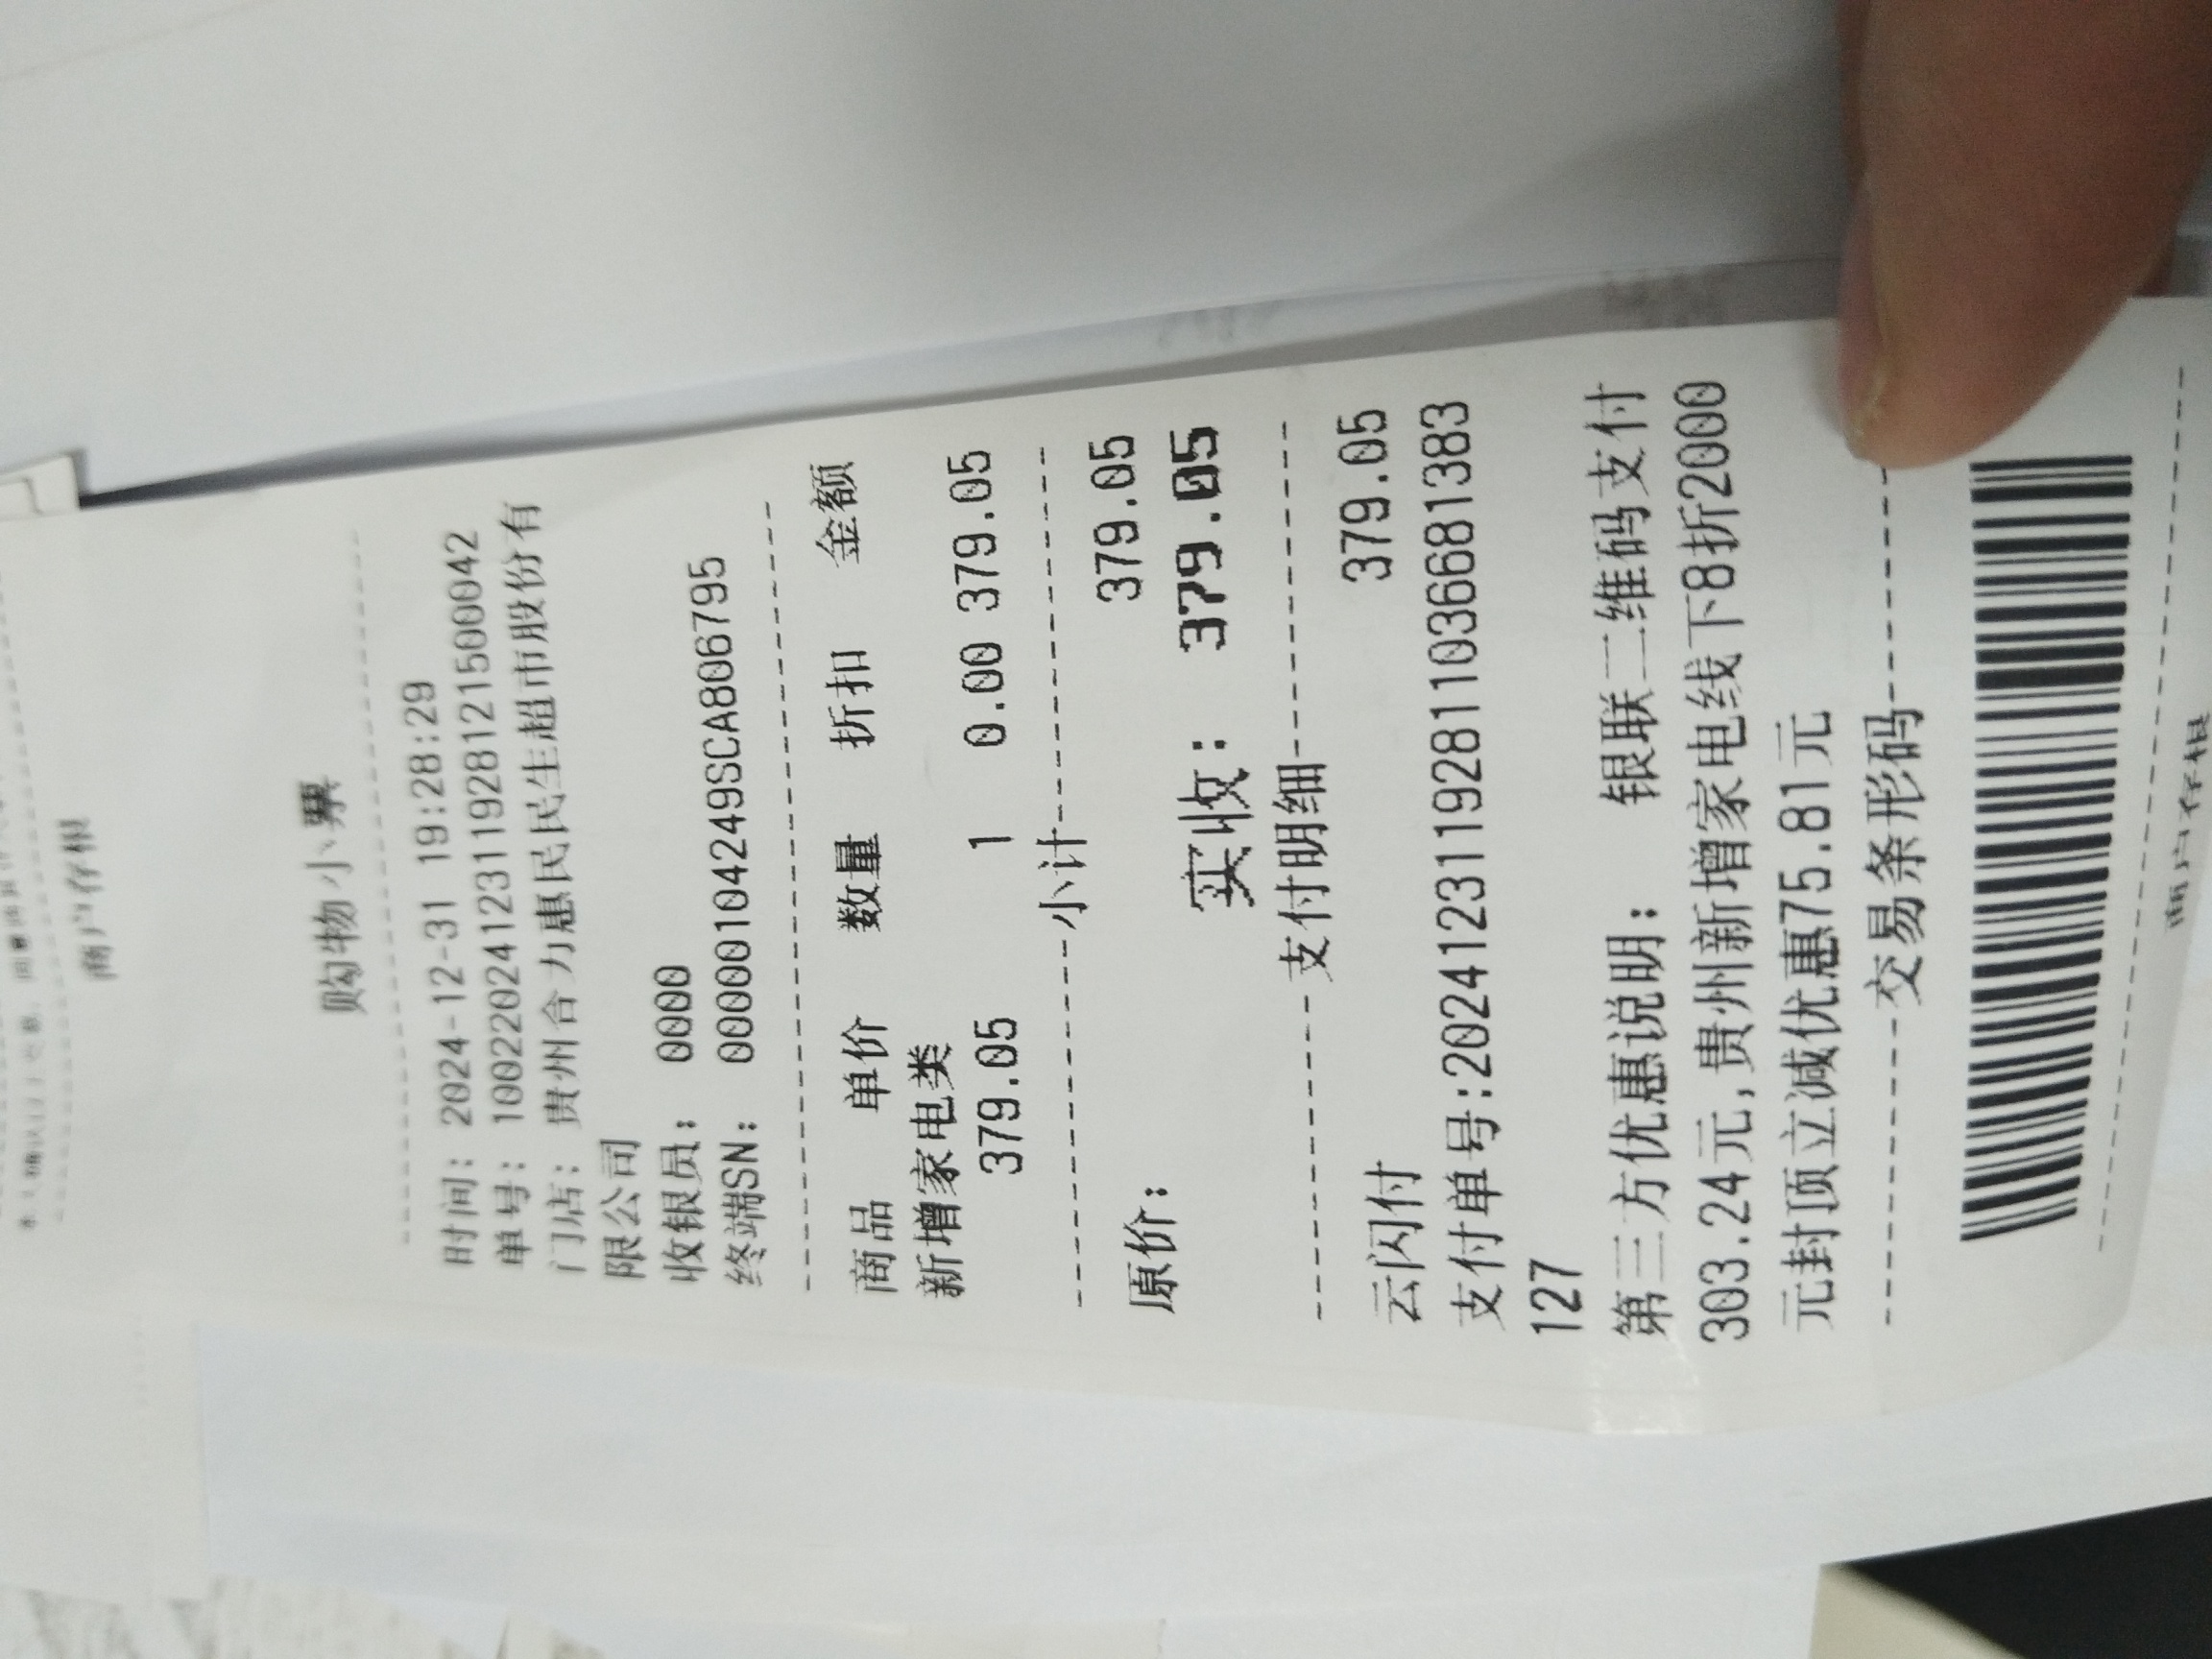 商户存根
购物小票
时间: 2024-12-31 19:28:29
单号: 10022024123119281215000042
门店: 贵州合力惠民民生超市股份有
限公司
收银员: 0000
终端SN: 00000104249SCA806795
商品 单价 数量 折扣 金额
新增家电类
379.05 1 0.00 379.05
小计
原价: 379.05
实收: 379.05
支付明细
云闪付 379.05
支付单号:2024123119281103668 1383
127
第三方优惠说明: 银联二维码支付
303.24元,贵州新增家电线下8折2000
元封顶立减优惠75.81元
交易条形码
商户存根